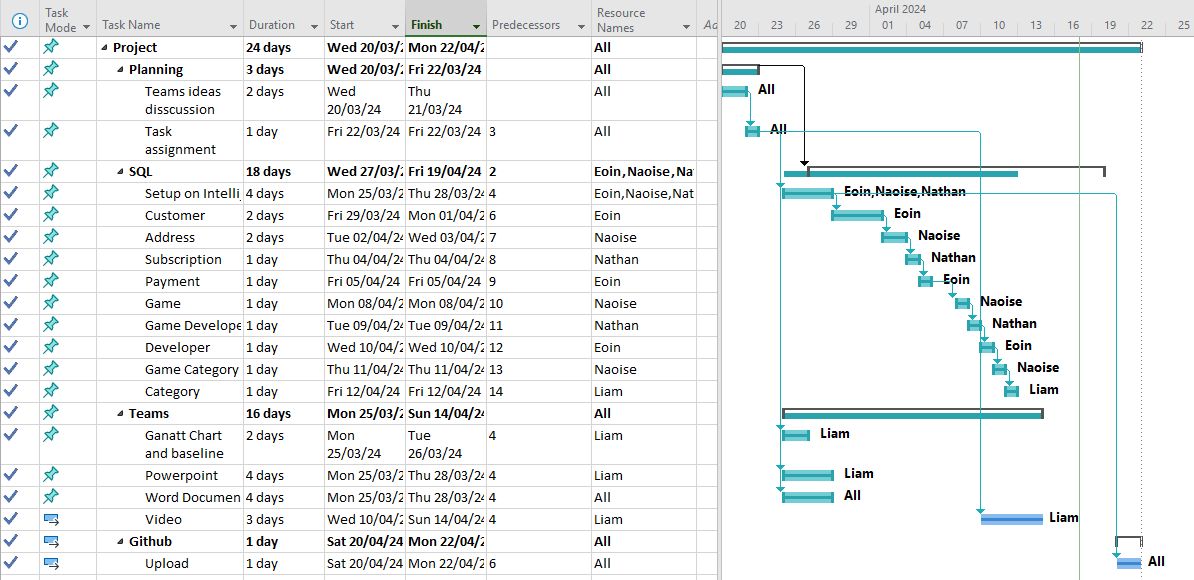 Task Mode Task Name Duration Start Finish Predecessors Resource Names Ad
April 2024
20 23 26 29 01 04 07 10 13 16 19 22 25
Project 24 days Wed 20/03/2 Mon 22/04/2 All
Planning 3 days Wed 20/03/2 Fri 22/03/24 All
Teams ideas disscussion 2 days Wed 20/03/24 Thu 21/03/24 All All
Task assignment 1 day Fri 22/03/24 Fri 22/03/24 3 All All
SQL 18 days Wed 27/03/ Fri 19/04/24 2 Eoin,Naoise,Na
Setup on Intelli 4 days Mon 25/03/2 Thu 28/03/24 4 Eoin,Naoise,Nat Eoin,Naoise,Nathan
Customer 2 days Fri 29/03/24 Mon 01/04/2 6 Eoin Eoin
Address 2 days Tue 02/04/24 Wed 03/04/2 7 Naoise Naoise
Subscription 1 day Thu 04/04/24 Thu 04/04/24 8 Nathan Nathan
Payment 1 day Fri 05/04/24 Fri 05/04/24 9 Eoin Eoin
Game 1 day Mon 08/04/2 Mon 08/04/2 10 Naoise Naoise
Game Develope 1 day Tue 09/04/24 Tue 09/04/24 11 Nathan Nathan
Developer 1 day Wed 10/04/2 Wed 10/04/2 12 Eoin Eoin
Game Category 1 day Thu 11/04/24 Thu 11/04/24 13 Naoise Naoise
Category 1 day Fri 12/04/24 Fri 12/04/24 14 Liam Liam
Teams 16 days Mon 25/03/2 Sun 14/04/24 All
Ganatt Chart and baseline 2 days Mon 25/03/24 Tue 26/03/24 4 Liam Liam
Powerpoint 4 days Mon 25/03/2 Thu 28/03/24 4 Liam Liam
Word Documen 4 days Mon 25/03/2 Thu 28/03/24 4 All All
Video 3 days Wed 10/04/2 Sun 14/04/24 4 Liam Liam
Github 1 day Sat 20/04/24 Mon 22/04/2 All
Upload 1 day Sat 20/04/24 Mon 22/04/2 6 All All